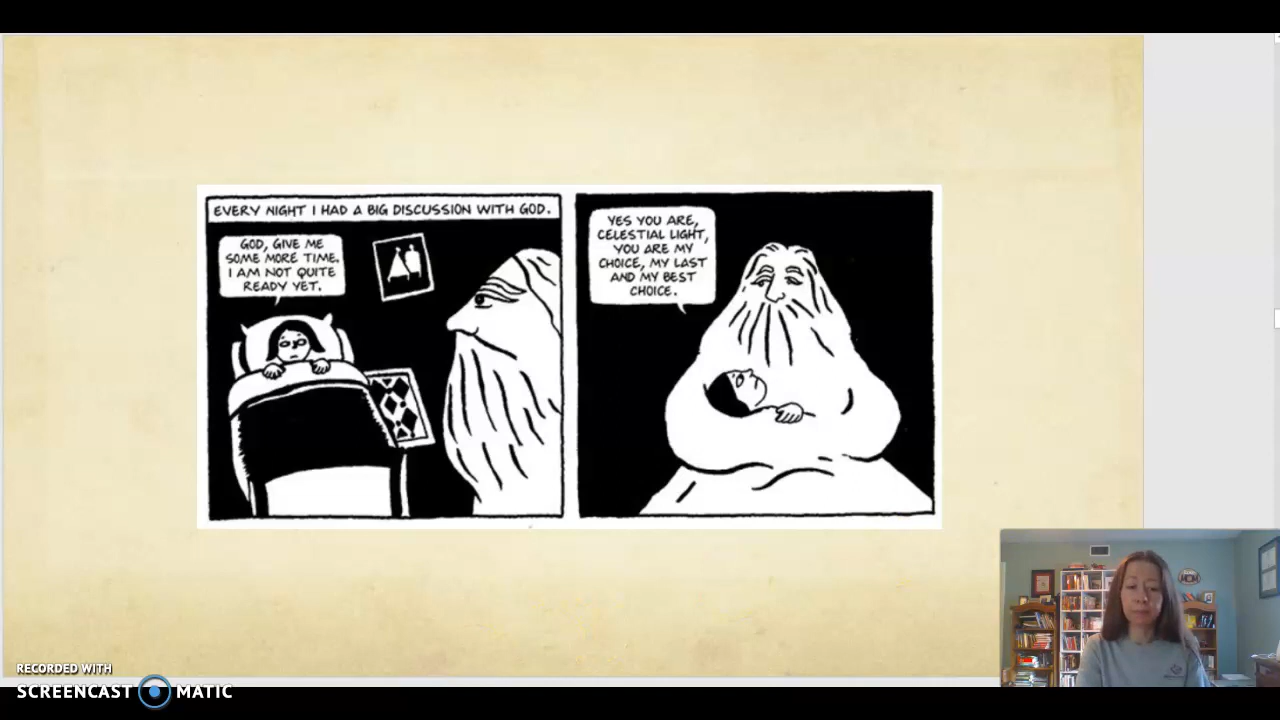 EVERY NIGHT I HAD A BIG DISCUSSION WITH GOD.
GOD, GIVE ME
SOME MORE TIME.
I AM NOT QUITE
READY YET.
YES YOU ARE,
CELESTIAL LIGHT,
YOU ARE MY
CHOICE, MY LAST
AND MY BEST
CHOICE.
RECORDED WITH
SCREENCAST MATIC